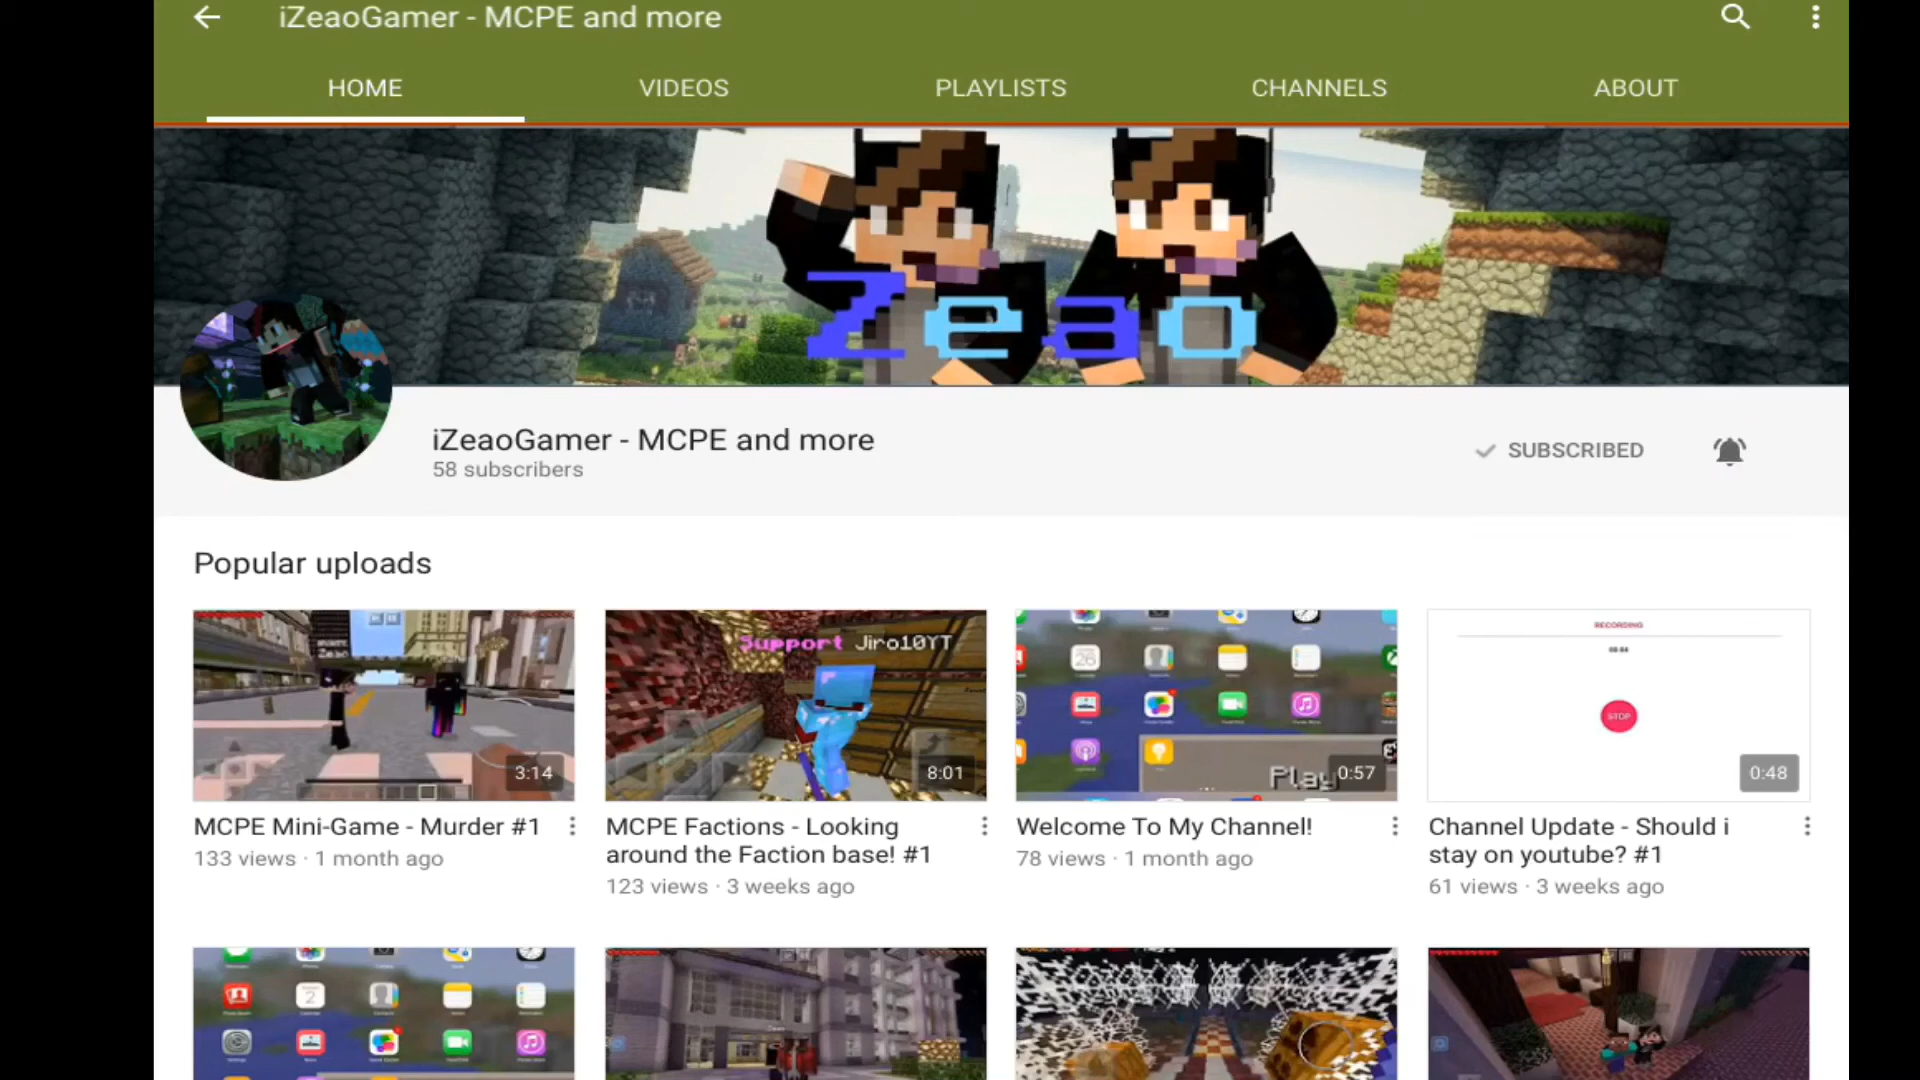 iZeaoGamer - MCPE and more
HOME
VIDEOS
PLAYLISTS
CHANNELS
ABOUT
Zeao
iZeaoGamer - MCPE and more
58 subscribers
SUBSCRIBED
Popular uploads
Support Jiro10YT
RECORDING
STOP
Play
3:14
8:01
0:57
0:48
MCPE Mini-Game - Murder #1
133 views · 1 month ago
MCPE Factions - Looking
around the Faction base! #1
123 views · 3 weeks ago
Welcome To My Channel!
78 views · 1 month ago
Channel Update - Should i
stay on youtube? #1
61 views · 3 weeks ago